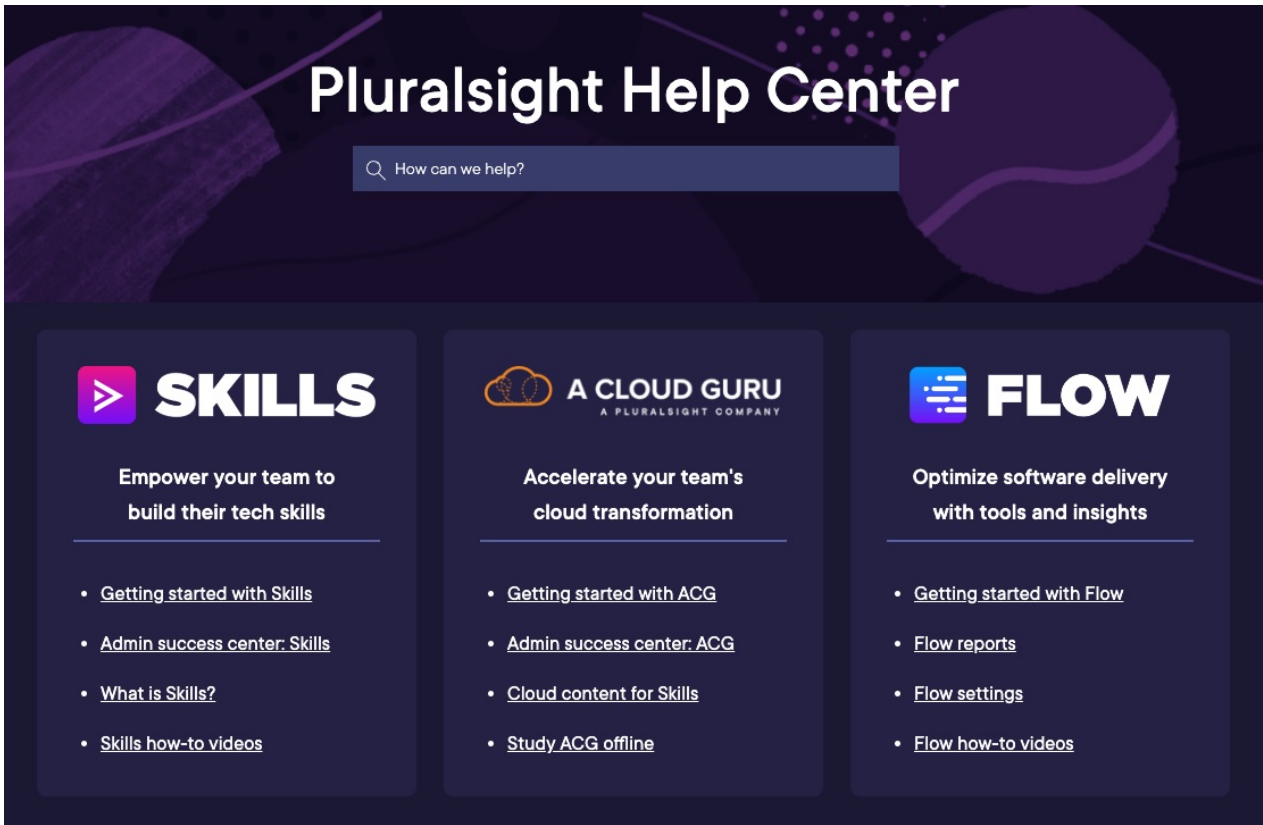 Pluralsight Help Center
How can we help?
SKILLS
Empower your team to
build their tech skills
Getting started with Skills
Admin success center: Skills
What is Skills?
Skills how-to videos
A CLOUD GURU
A PLURALSIGHT COMPANY
Accelerate your team's
cloud transformation
Getting started with ACG
Admin success center: ACG
Cloud content for Skills
Study ACG offline
FLOW
Optimize software delivery
with tools and insights
Getting started with Flow
Flow reports
Flow settings
Flow how-to videos